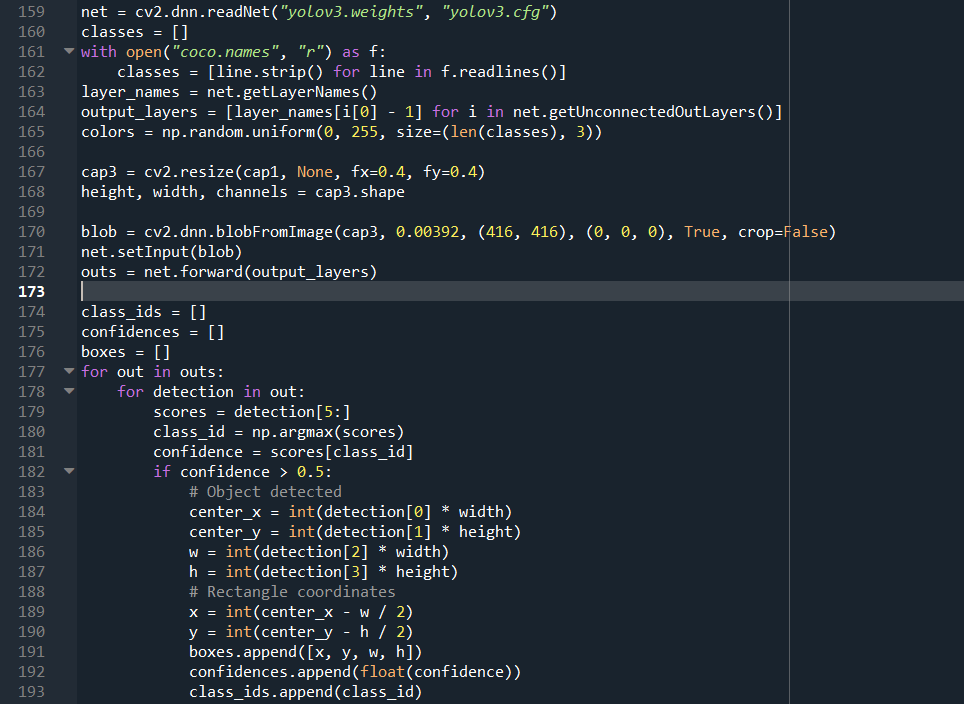 159 net = cv2.dnn.readNet("yolov3.weights", "yolov3.cfg")
160 classes = []
161 with open("coco.names", "r") as f:
162     classes = [line.strip() for line in f.readlines()]
163 layer_names = net.getLayerNames()
164 output_layers = [layer_names[i[0] - 1] for i in net.getUnconnectedOutLayers()]
165 colors = np.random.uniform(0, 255, size=(len(classes), 3))
166
167 cap3 = cv2.resize(cap1, None, fx=0.4, fy=0.4)
168 height, width, channels = cap3.shape
169
170 blob = cv2.dnn.blobFromImage(cap3, 0.00392, (416, 416), (0, 0, 0), True, crop=False)
171 net.setInput(blob)
172 outs = net.forward(output_layers)
173
174 class_ids = []
175 confidences = []
176 boxes = []
177 for out in outs:
178     for detection in out:
179         scores = detection[5:]
180         class_id = np.argmax(scores)
181         confidence = scores[class_id]
182         if confidence > 0.5:
183             # Object detected
184             center_x = int(detection[0] * width)
185             center_y = int(detection[1] * height)
186             w = int(detection[2] * width)
187             h = int(detection[3] * height)
188             # Rectangle coordinates
189             x = int(center_x - w / 2)
190             y = int(center_y - h / 2)
191             boxes.append([x, y, w, h])
192             confidences.append(float(confidence))
193             class_ids.append(class_id)